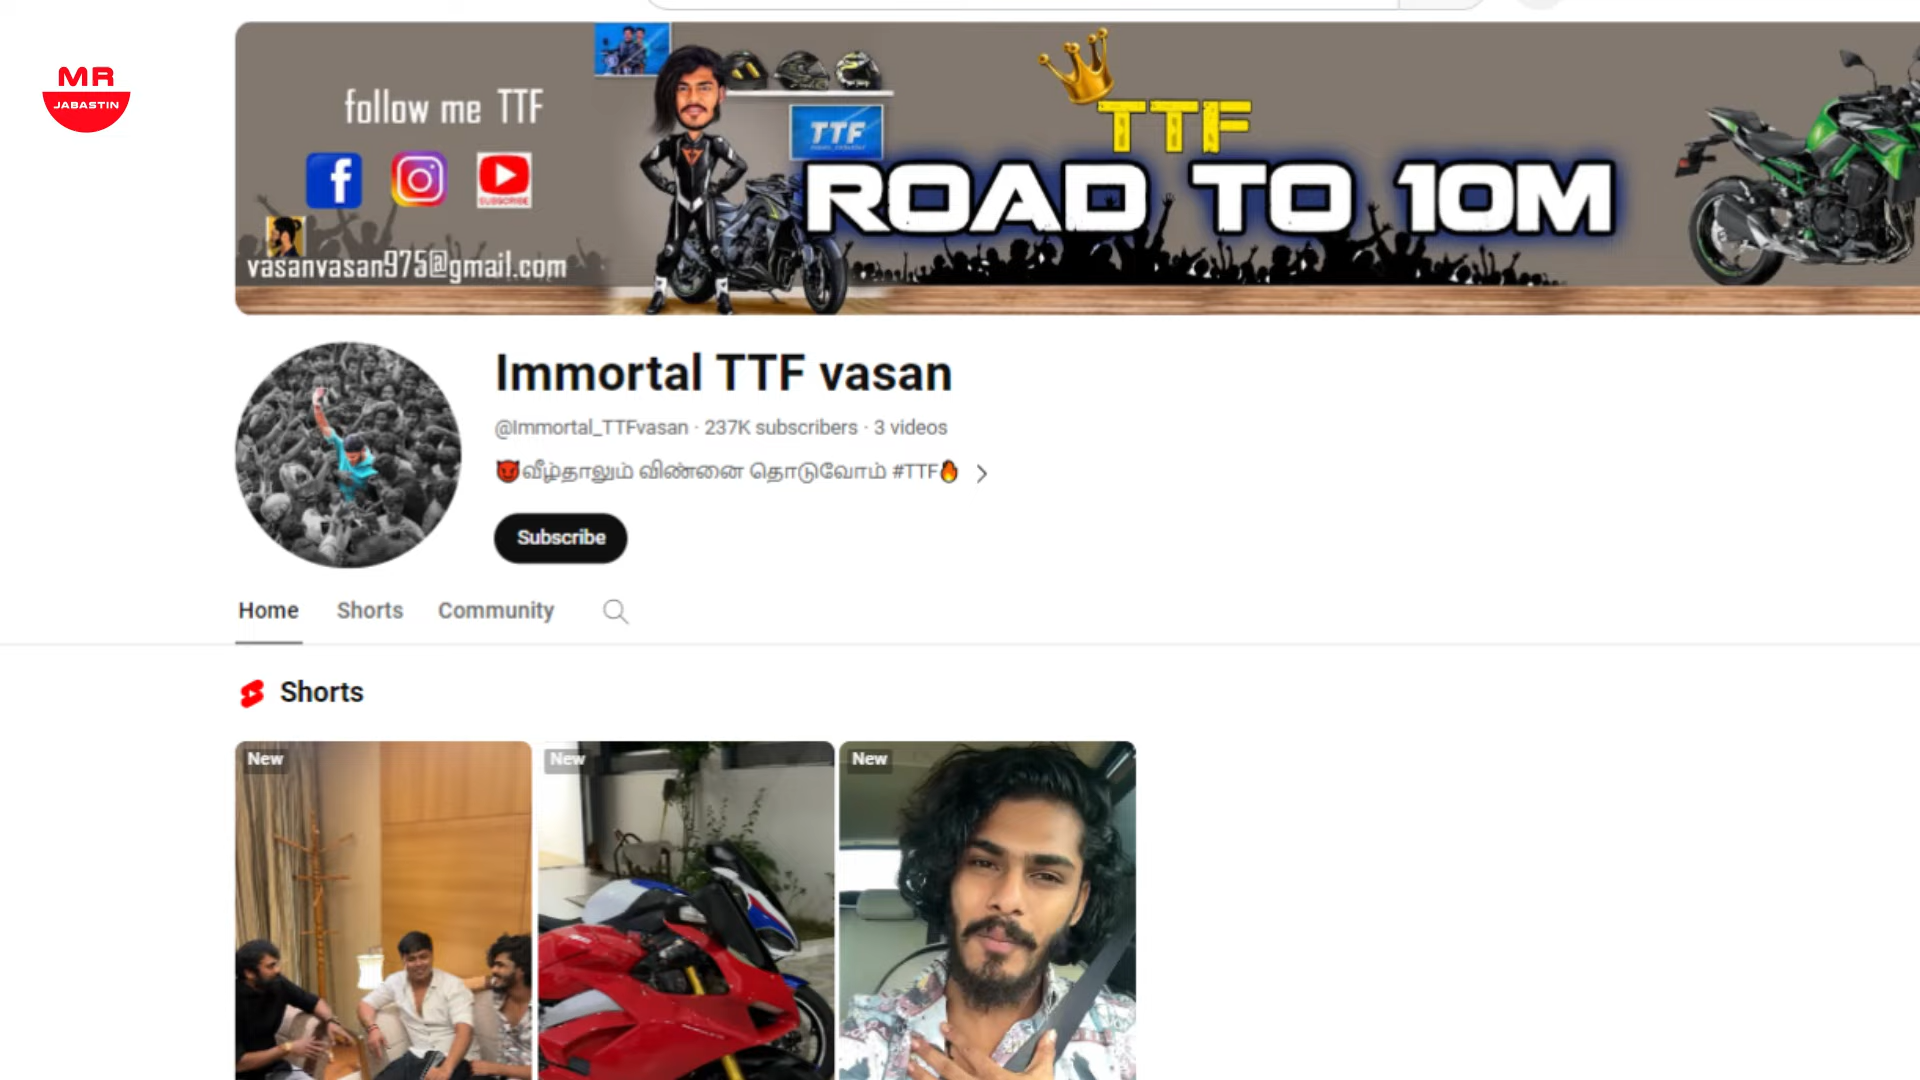 MR
JABASTIN
follow me TTF
SUBSCRIBE
vasanvasan975@gmail.com
TTF
TTF
ROAD TO 10M
Immortal TTF vasan
@Immortal_TTFvasan · 237K subscribers · 3 videos
😈வீழ்தாலும் விண்னை தொடுவோம் #TTF🔥
Subscribe
Home Shorts Community
Shorts
New
New
New